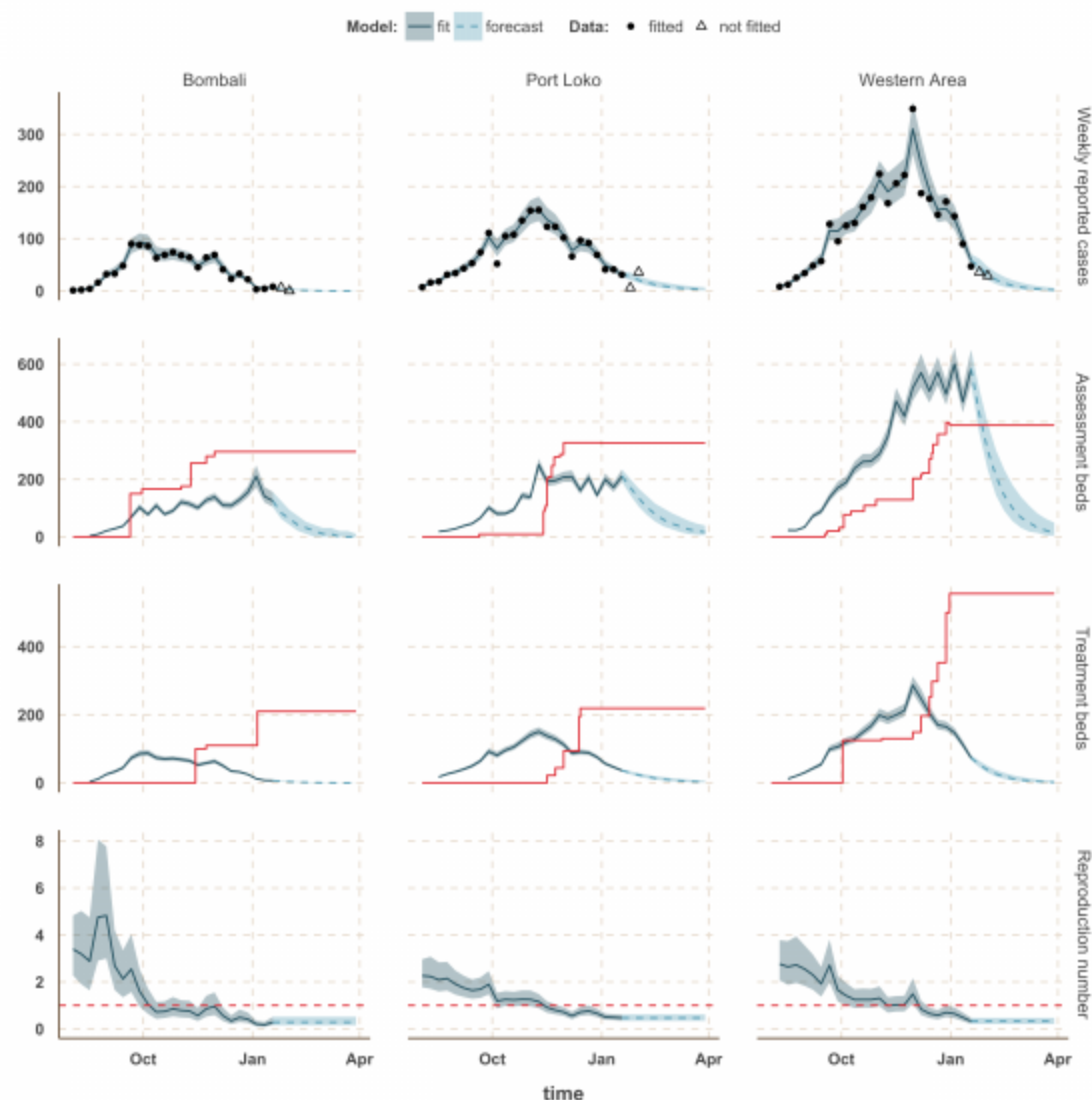 Model: fit forecast Data: fitted not fitted
Bombali Port Loko Western Area
300
200
100
0
Weekly reported cases
600
400
200
0
Assessment beds
400
200
0
Treatment beds
8
6
4
2
0
Reproduction number
Oct Jan Apr Oct Jan Apr Oct Jan Apr
time